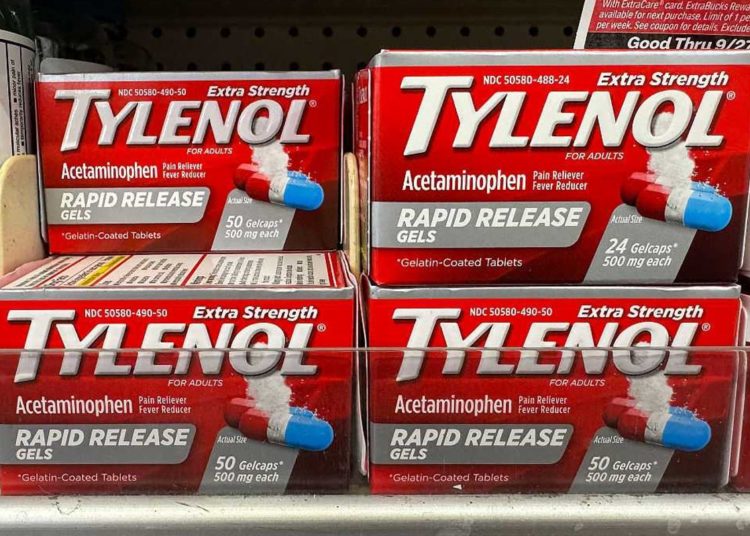 With ExtraCare® card. ExtraBucks Rewa
available for next purchase. Limit of 1 pe
per week. See coupon for details. Exclude
Good Thru 9/27
NDC 50580-490-50 Extra Strength
TYLENOL®
FOR ADULTS
Acetaminophen Pain Reliever
Fever Reducer
RAPID RELEASE
GELS
*Gelatin-Coated Tablets
Actual Size
50 Gelcaps*
500 mg each
NDC 50580-488-24 Extra Strength
TYLENOL®
FOR ADULTS
Acetaminophen Pain Reliever
Fever Reducer
RAPID RELEASE
GELS
*Gelatin-Coated Tablets
Actual Size
24 Gelcaps*
500 mg each
NDC 50580-490-50 Extra Strength
TYLENOL®
FOR ADULTS
Acetaminophen Pain Reliever
Fever Reducer
RAPID RELEASE
GELS
*Gelatin-Coated Tablets
Actual Size
50 Gelcaps*
500 mg each
NDC 50580-490-50 Extra Strength
TYLENOL®
FOR ADULTS
Acetaminophen Pain Reliever
Fever Reducer
RAPID RELEASE
GELS
*Gelatin-Coated Tablets
Actual Size
50 Gelcaps*
500 mg each